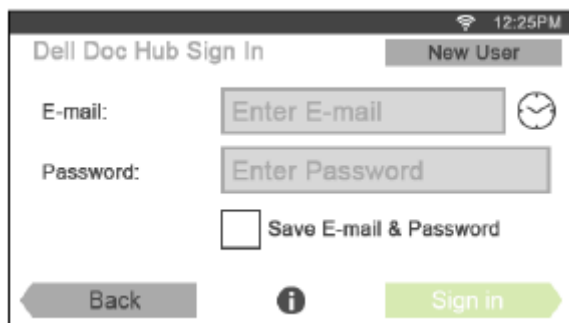 12:25PM
Dell Doc Hub Sign In New User
E-mail: Enter E-mail
Password: Enter Password
Save E-mail & Password
Back Sign in